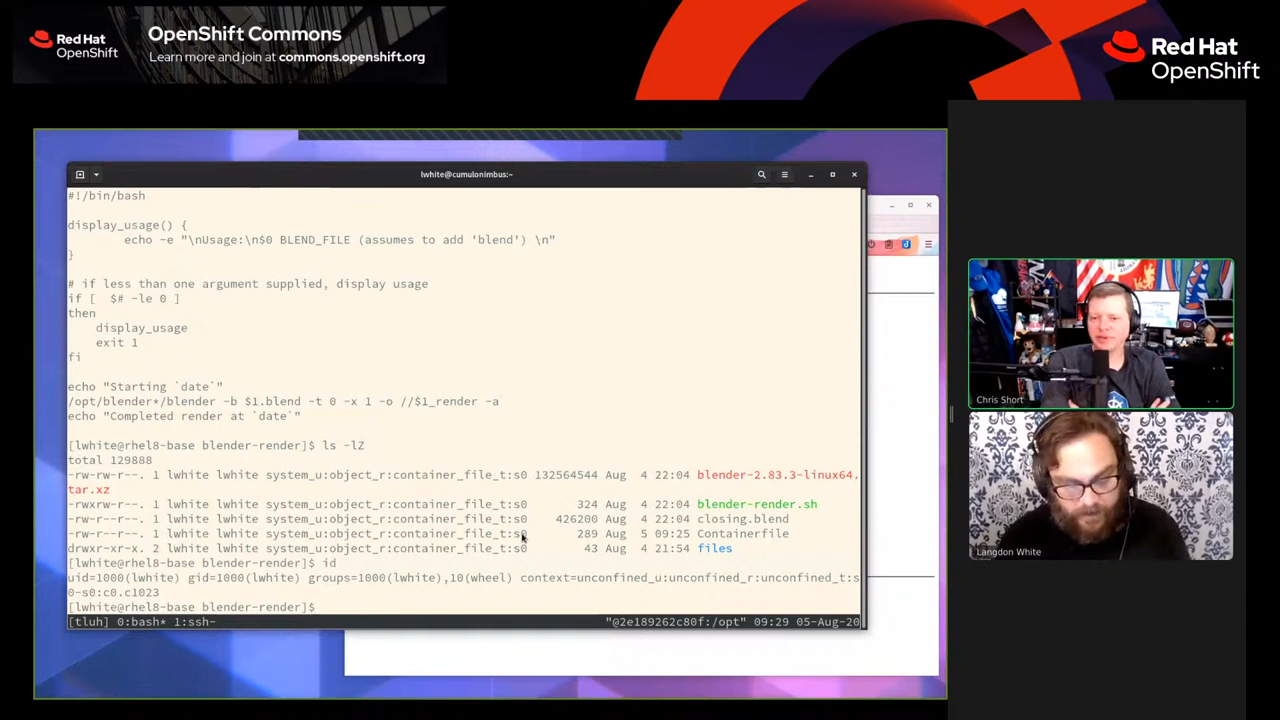 Red Hat
OpenShift
OpenShift Commons
Learn more and join at commons.openshift.org
Red Hat
OpenShift
lwhite@cumulonimbus:~
#!/bin/bash
display_usage() {
echo -e "\nUsage:\n$0 BLEND_FILE (assumes to add 'blend') \n"
}
# if less than one argument supplied, display usage
if [  $# -le 0 ]
then
display_usage
exit 1
fi
echo "Starting `date`"
/opt/blender*/blender -b $1.blend -t 0 -x 1 -o //$1_render -a
echo "Completed render at `date`"
[lwhite@rhel8-base blender-render]$ ls -lZ
total 129888
-rw-rw-r--. 1 lwhite lwhite system_u:object_r:container_file_t:s0 132564544 Aug  4 22:04 blender-2.83.3-linux64.
tar.xz
-rwxrw-r--. 1 lwhite lwhite system_u:object_r:container_file_t:s0       324 Aug  4 22:04 blender-render.sh
-rw-r--r--. 1 lwhite lwhite system_u:object_r:container_file_t:s0    426200 Aug  4 22:04 closing.blend
-rw-r--r--. 1 lwhite lwhite system_u:object_r:container_file_t:s0       289 Aug  5 09:25 Containerfile
drwxr-xr-x. 2 lwhite lwhite system_u:object_r:container_file_t:s0        43 Aug  4 21:54 files
[lwhite@rhel8-base blender-render]$ id
uid=1000(lwhite) gid=1000(lwhite) groups=1000(lwhite),10(wheel) context=unconfined_u:unconfined_r:unconfined_t:s
0-s0:c0.c1023
[lwhite@rhel8-base blender-render]$
[tluh] 0:bash* 1:ssh- "@2e189262c80f:/opt" 09:29 05-Aug-20
Chris Short
Langdon White